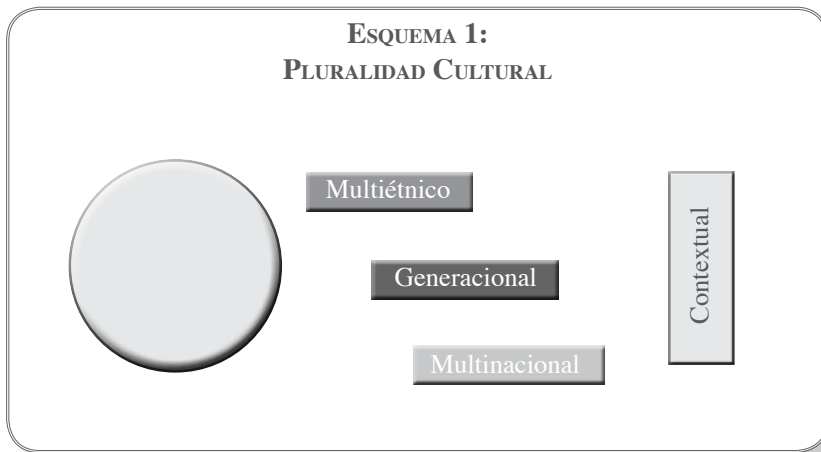 Esquema 1:
Pluralidad Cultural
Multiétnico
Generacional
Multinacional
Contextual